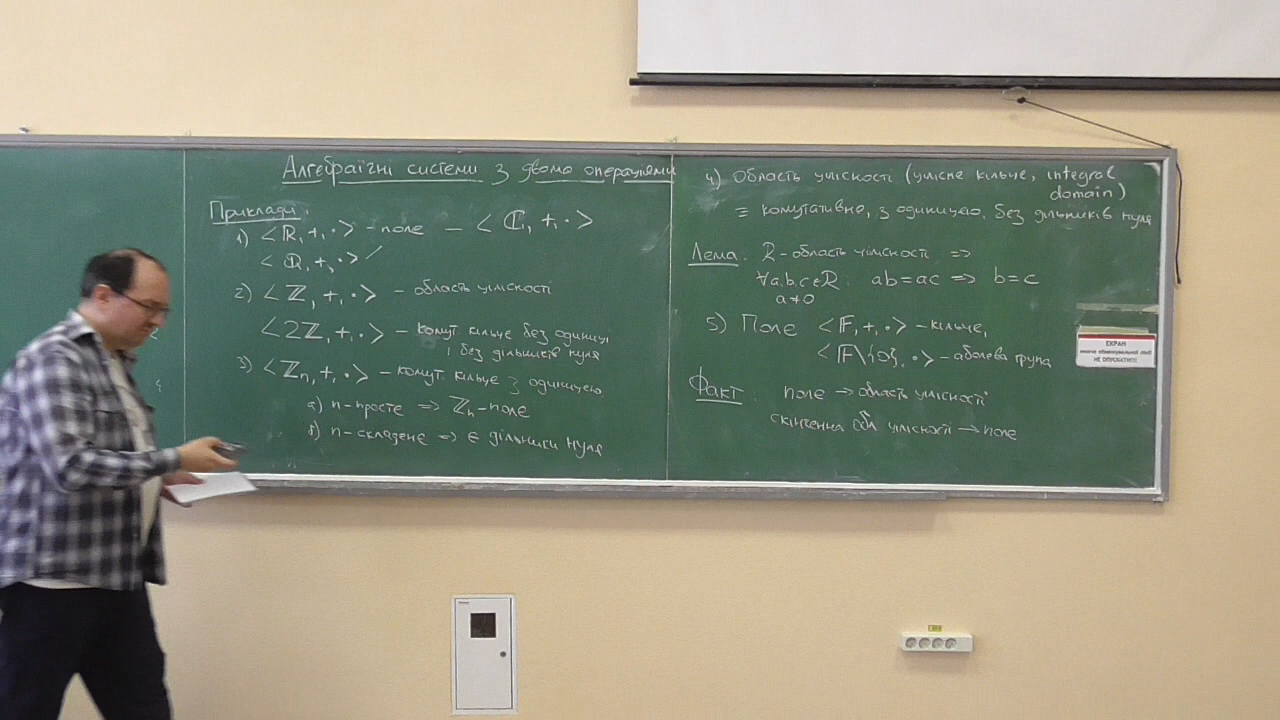 Алгебраїчні системи з двома операціями
Приклади.
1) <ℝ, +, ·> – поле – <ℂ, +, ·>
<ℚ, +, ·>
2) <ℤ, +, ·> – область цілісності
<2ℤ, +, ·> – комут кільце без одиниці
і без дільників нуля
3) <ℤn, +, ·> – комут. кільце з одиницею
а) n – просте => ℤn – поле
б) n – складене => є дільники нуля
4) Область цілісності (цілісне кільце, integral
domain)
≡ комутативне, з одиницею, без дільників нуля
Лема. R – область цілісності =>
∀a,b,c∈R: ab=ac => b=c
a≠0
5) Поле <F, +, ·> – кільце,
<F\{0}, ·> – абелева група
Факт. поле → область цілісності
скінченна обл. цілісності → поле
ЕКРАН
НЕ ОПУСКАТИ!!!